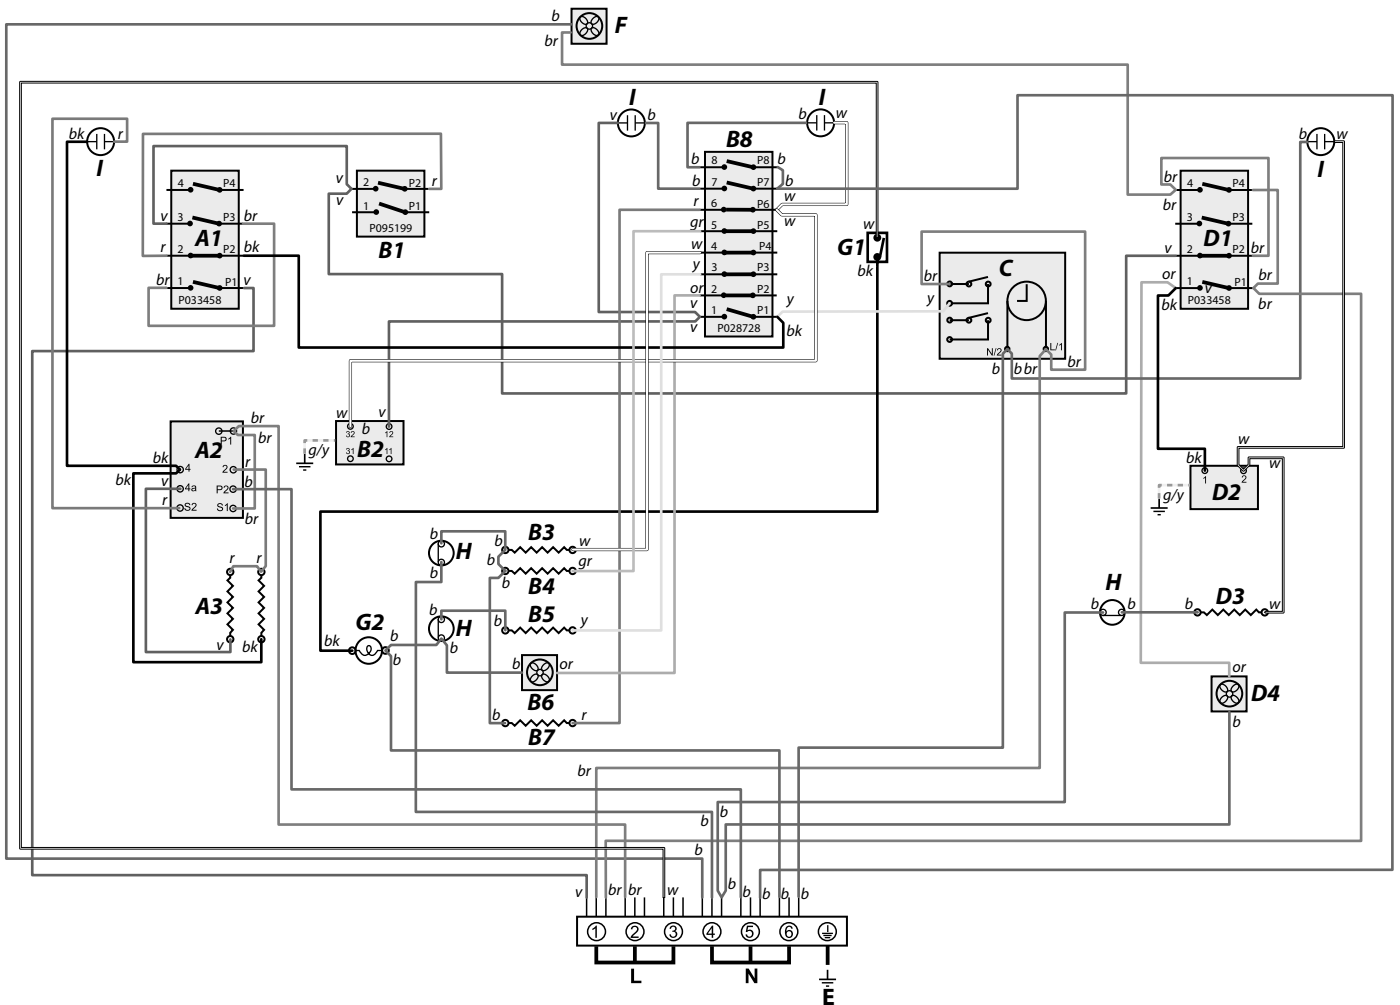 b
F
br
I
v
b
I
b
w
bk
r
I
B8
b
w
I
4
P4
v
3
P3
br
A1
r
2
P2
bk
br
1
P1
v
P033458
v
2
P2
r
v
1
P1
P095199
B1
b
8
P8
b
b
7
P7
b
r
6
P6
w
w
gr
5
P5
w
4
P4
y
3
P3
or
2
P2
v
1
P1
y
v
bk
P028728
w
G1
bk
C
br
y
N/2
L/1
b
b
br
br
br
4
P4
br
3
P3
D1
v
2
P2
br
or
1
v
P1
br
bk
P033458
br
w
b
v
32
12
B2
31
11
g/y
br
P1
br
A2
bk
4
2
r
bk
v
4a
P2
b
r
S2
S1
br
r
r
A3
v
bk
w
bk
w
1
2
D2
g/y
b
b
B3
w
H
b
b
gr
b
B4
b
B5
b
y
H
G2
b
b
bk
b
b
or
B6
b
r
B7
H
b
b
b
D3
w
or
D4
b
br
b
b
b
v
br
br
w
b
b
b
b
b
1
2
3
4
5
6
L
N
E